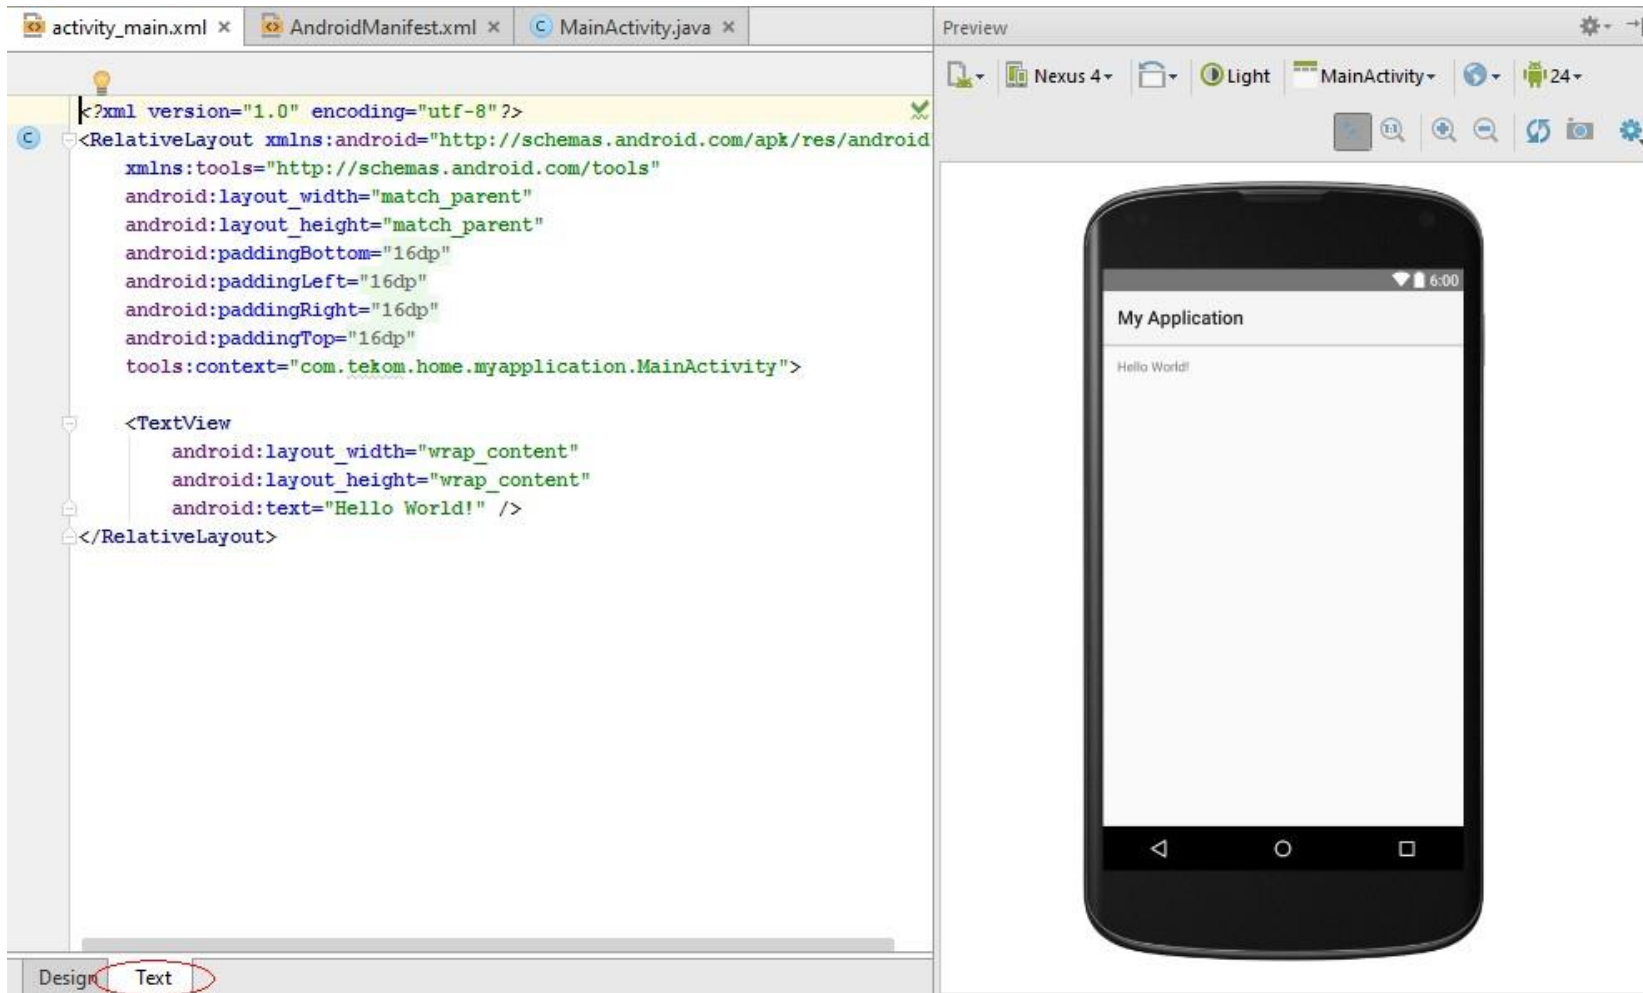 activity_main.xml × AndroidManifest.xml × C MainActivity.java ×
<?xml version="1.0" encoding="utf-8"?>
C <RelativeLayout xmlns:android="http://schemas.android.com/apk/res/android
xmlns:tools="http://schemas.android.com/tools"
android:layout_width="match_parent"
android:layout_height="match_parent"
android:paddingBottom="16dp"
android:paddingLeft="16dp"
android:paddingRight="16dp"
android:paddingTop="16dp"
tools:context="com.tekom.home.myapplication.MainActivity">
<TextView
android:layout_width="wrap_content"
android:layout_height="wrap_content"
android:text="Hello World!" />
</RelativeLayout>
Design Text
Preview
Nexus 4 Light MainActivity 24
1:1
6:00
My Application
Hello World!